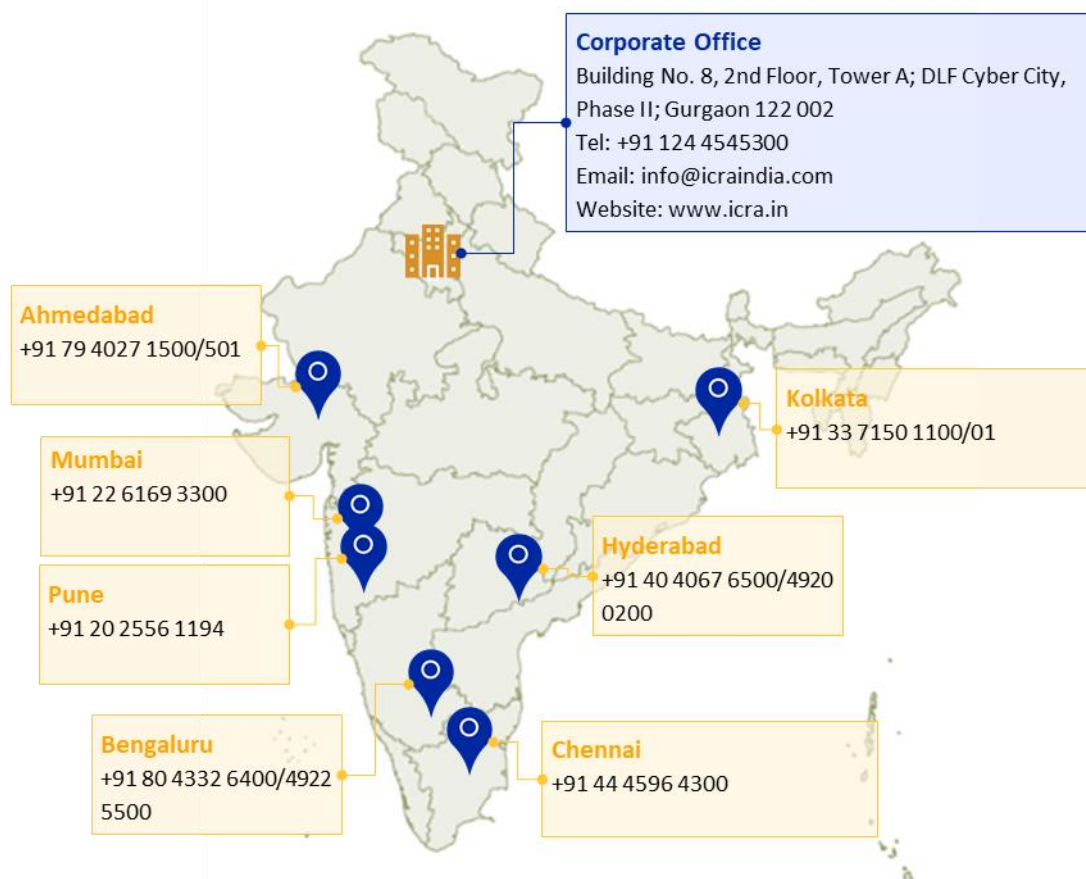 Corporate Office
Building No. 8, 2nd Floor, Tower A; DLF Cyber City,
Phase II; Gurgaon 122 002
Tel: +91 124 4545300
Email: info@icraindia.com
Website: www.icra.in
Ahmedabad
+91 79 4027 1500/501
Kolkata
+91 33 7150 1100/01
Mumbai
+91 22 6169 3300
Hyderabad
+91 40 4067 6500/4920
0200
Pune
+91 20 2556 1194
Bengaluru
+91 80 4332 6400/4922
5500
Chennai
+91 44 4596 4300